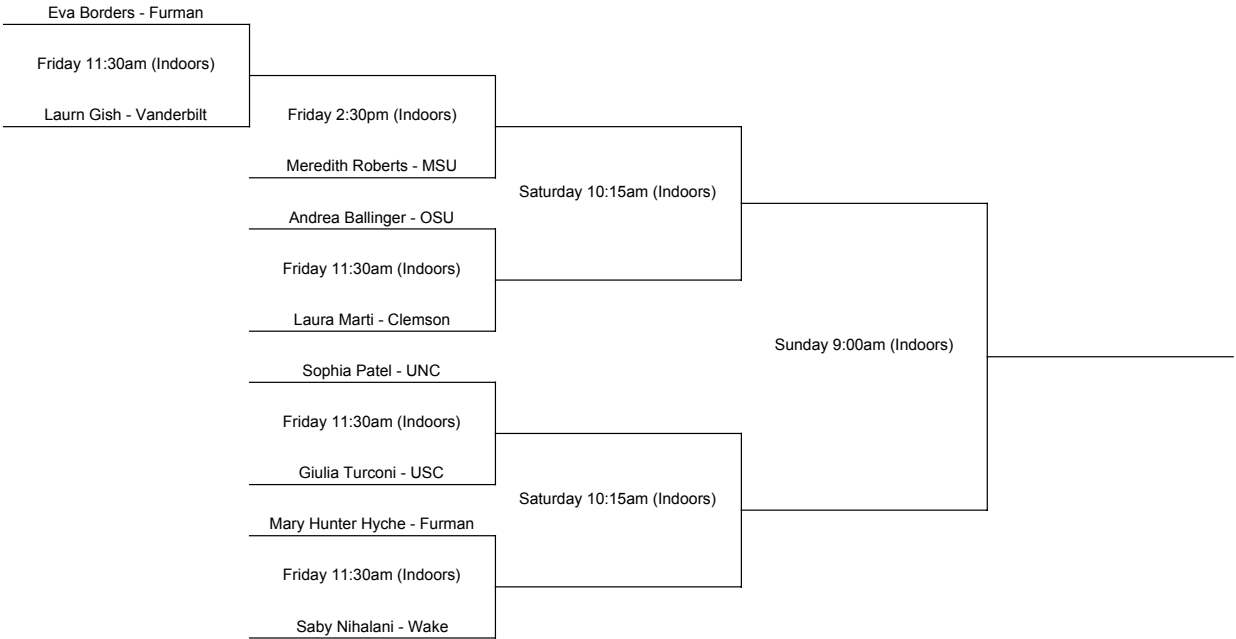 Eva Borders - Furman
Friday 11:30am (Indoors)
Laurn Gish - Vanderbilt
Friday 2:30pm (Indoors)
Meredith Roberts - MSU
Saturday 10:15am (Indoors)
Andrea Ballinger - OSU
Friday 11:30am (Indoors)
Laura Marti - Clemson
Sunday 9:00am (Indoors)
Sophia Patel - UNC
Friday 11:30am (Indoors)
Giulia Turconi - USC
Saturday 10:15am (Indoors)
Mary Hunter Hyche - Furman
Friday 11:30am (Indoors)
Saby Nihalani - Wake